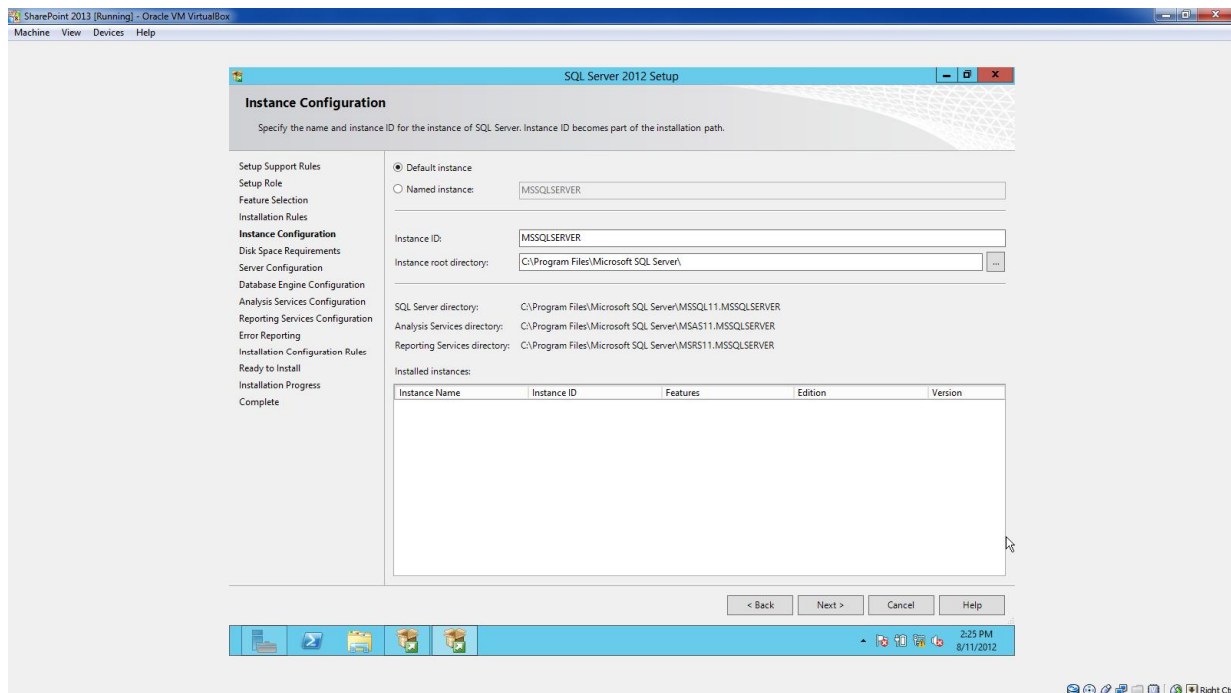 SharePoint 2013 [Running] - Oracle VM VirtualBox
Machine View Devices Help
SQL Server 2012 Setup
Instance Configuration
Specify the name and instance ID for the instance of SQL Server. Instance ID becomes part of the installation path.
Setup Support Rules
Setup Role
Feature Selection
Installation Rules
Instance Configuration
Disk Space Requirements
Server Configuration
Database Engine Configuration
Analysis Services Configuration
Reporting Services Configuration
Error Reporting
Installation Configuration Rules
Ready to Install
Installation Progress
Complete
Default instance
Named instance: MSSQLSERVER
Instance ID: MSSQLSERVER
Instance root directory: C:\Program Files\Microsoft SQL Server\ ...
SQL Server directory: C:\Program Files\Microsoft SQL Server\MSSQL11.MSSQLSERVER
Analysis Services directory: C:\Program Files\Microsoft SQL Server\MSAS11.MSSQLSERVER
Reporting Services directory: C:\Program Files\Microsoft SQL Server\MSRS11.MSSQLSERVER
Installed instances:
Instance Name Instance ID Features Edition Version
< Back Next > Cancel Help
2:25 PM
8/11/2012
Right Ct